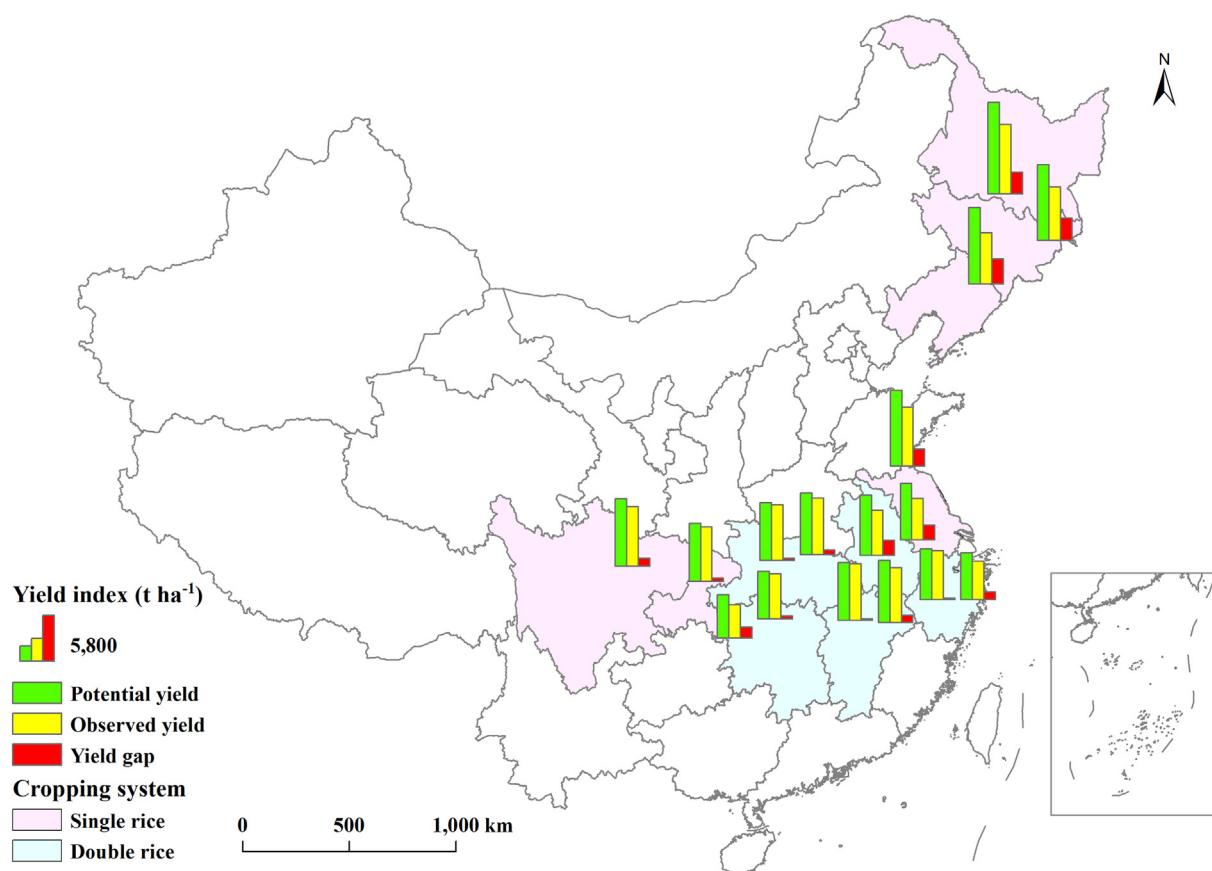 N
Yield index (t ha⁻¹)
5,800
Potential yield
Observed yield
Yield gap
Cropping system
Single rice
Double rice
0 500 1,000 km